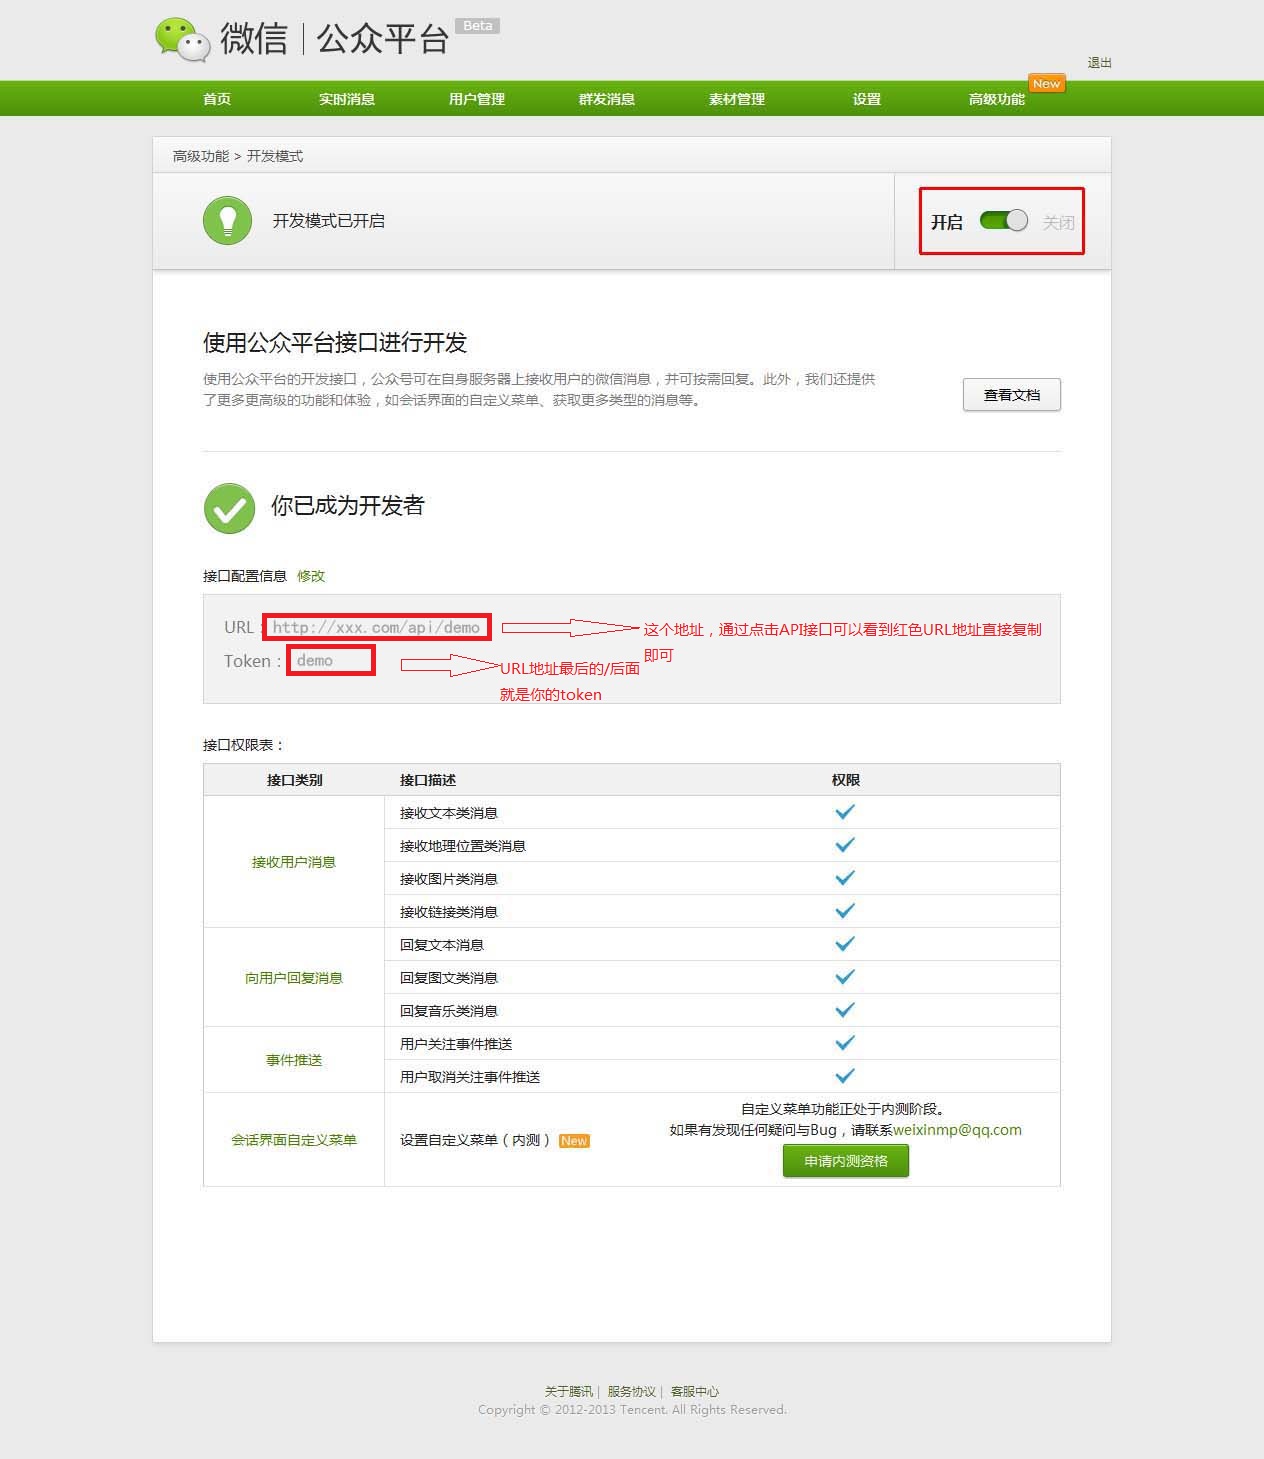 微信 | 公众平台 Beta
退出
首页 实时消息 用户管理 群发消息 素材管理 设置 高级功能 New
高级功能 > 开发模式
开发模式已开启 开启 关闭
使用公众平台接口进行开发
使用公众平台的开发接口，公众号可在自身服务器上接收用户的微信消息，并可按需回复。此外，我们还提供
了更多更高级的功能和体验，如会话界面的自定义菜单、获取更多类型的消息等。
查看文档
你已成为开发者
接口配置信息 修改
URL : http://xxx.com/api/demo 这个地址，通过点击API接口可以看到红色URL地址直接复制
即可
Token : demo URL地址最后的/后面
就是你的token
接口权限表：
接口类别 接口描述 权限
接收用户消息
接收文本类消息
接收地理位置类消息
接收图片类消息
接收链接类消息
向用户回复消息
回复文本消息
回复图文类消息
回复音乐类消息
事件推送
用户关注事件推送
用户取消关注事件推送
会话界面自定义菜单 设置自定义菜单（内测） New
自定义菜单功能正处于内测阶段。
如果有发现任何疑问与Bug，请联系weixinmp@qq.com
申请内测资格
关于腾讯 | 服务协议 | 客服中心
Copyright © 2012-2013 Tencent. All Rights Reserved.